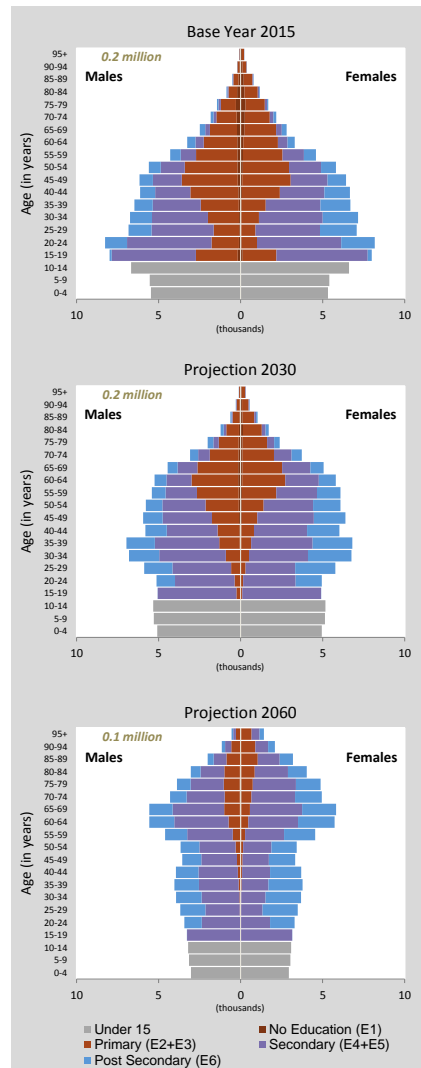 Base Year 2015
0.2 million
Males
Females
Age (in years)
95+
90-94
85-89
80-84
75-79
70-74
65-69
60-64
55-59
50-54
45-49
40-44
35-39
30-34
25-29
20-24
15-19
10-14
5-9
0-4
10 5 0 5 10
(thousands)
Projection 2030
0.2 million
Males
Females
Age (in years)
95+
90-94
85-89
80-84
75-79
70-74
65-69
60-64
55-59
50-54
45-49
40-44
35-39
30-34
25-29
20-24
15-19
10-14
5-9
0-4
10 5 0 5 10
(thousands)
Projection 2060
0.1 million
Males
Females
Age (in years)
95+
90-94
85-89
80-84
75-79
70-74
65-69
60-64
55-59
50-54
45-49
40-44
35-39
30-34
25-29
20-24
15-19
10-14
5-9
0-4
10 5 0 5 10
(thousands)
Under 15
No Education (E1)
Primary (E2+E3)
Secondary (E4+E5)
Post Secondary (E6)